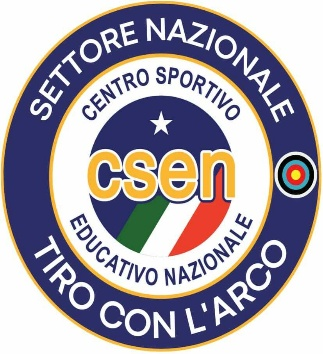 SETTORE NAZIONALE
CENTRO SPORTIVO
csen
EDUCATIVO NAZIONALE
TIRO CON L'ARCO